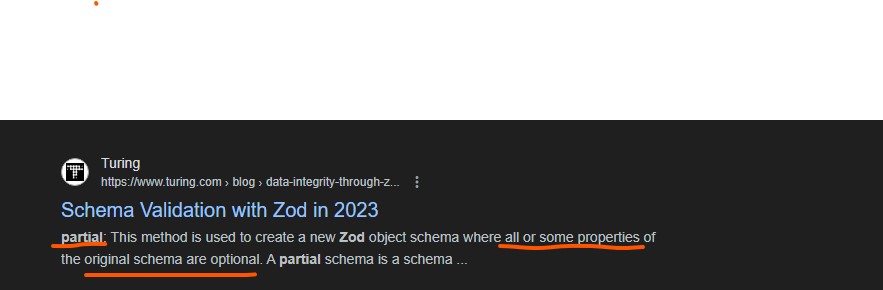 Turing
https://www.turing.com › blog › data-integrity-through-z...
Schema Validation with Zod in 2023
partial: This method is used to create a new Zod object schema where all or some properties of
the original schema are optional. A partial schema is a schema ...